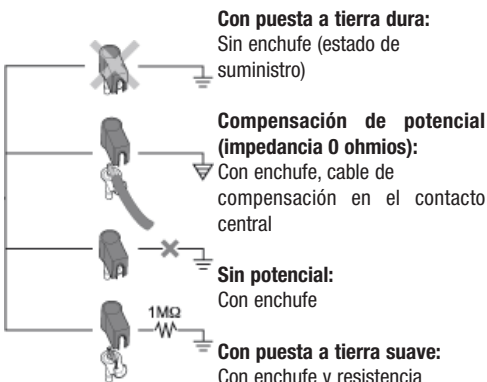 Con puesta a tierra dura:
Sin enchufe (estado de
suministro)
Compensación de potencial
(impedancia 0 ohmios):
Con enchufe, cable de
compensación en el contacto
central
Sin potencial:
Con enchufe
1MΩ
Con puesta a tierra suave:
Con enchufe y resistencia